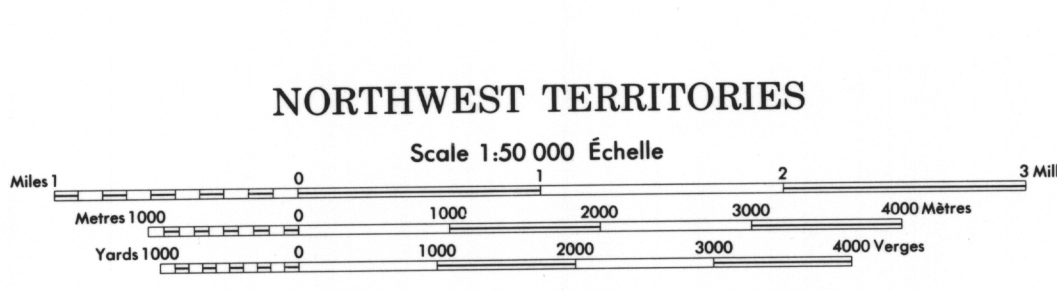 NORTHWEST TERRITORIES
Scale 1:50 000 Échelle
Miles 1 0 1 2 3 Mill
Metres 1000 0 1000 2000 3000 4000 Mètres
Yards 1000 0 1000 2000 3000 4000 Verges